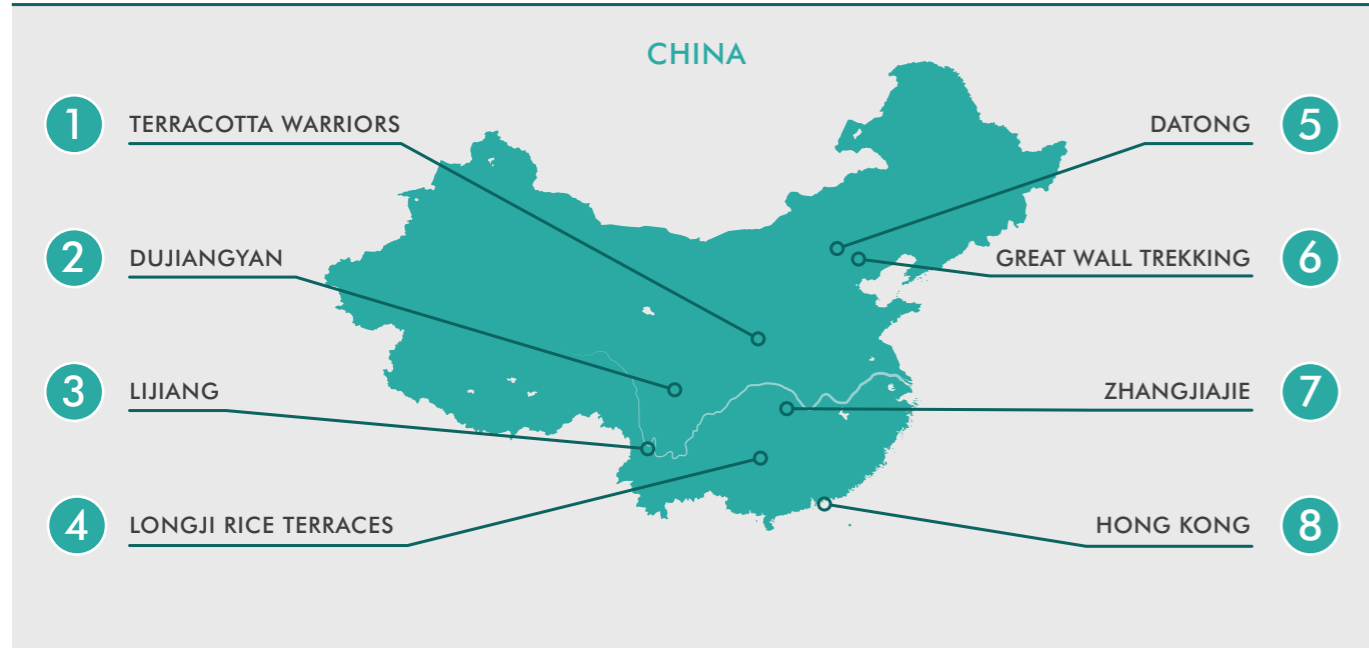 CHINA
1 TERRACOTTA WARRIORS
2 DUJIANGYAN
3 LIJIANG
4 LONGJI RICE TERRACES
DATONG 5
GREAT WALL TREKKING 6
ZHANGJIAJIE 7
HONG KONG 8